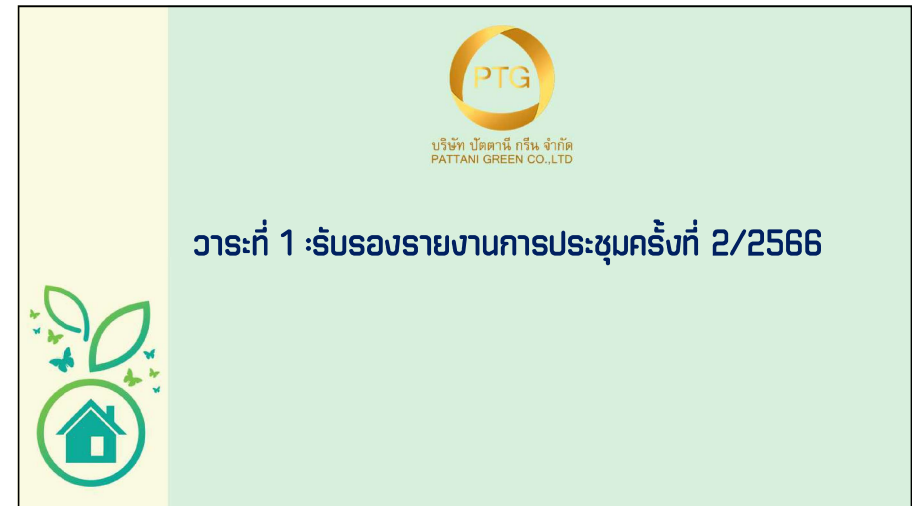 PTG
บริษัท ปัตตานี กรีน จำกัด
PATTANI GREEN CO.,LTD
วาระที่ 1 :รับรองรายงานการประชุมครั้งที่ 2/2566